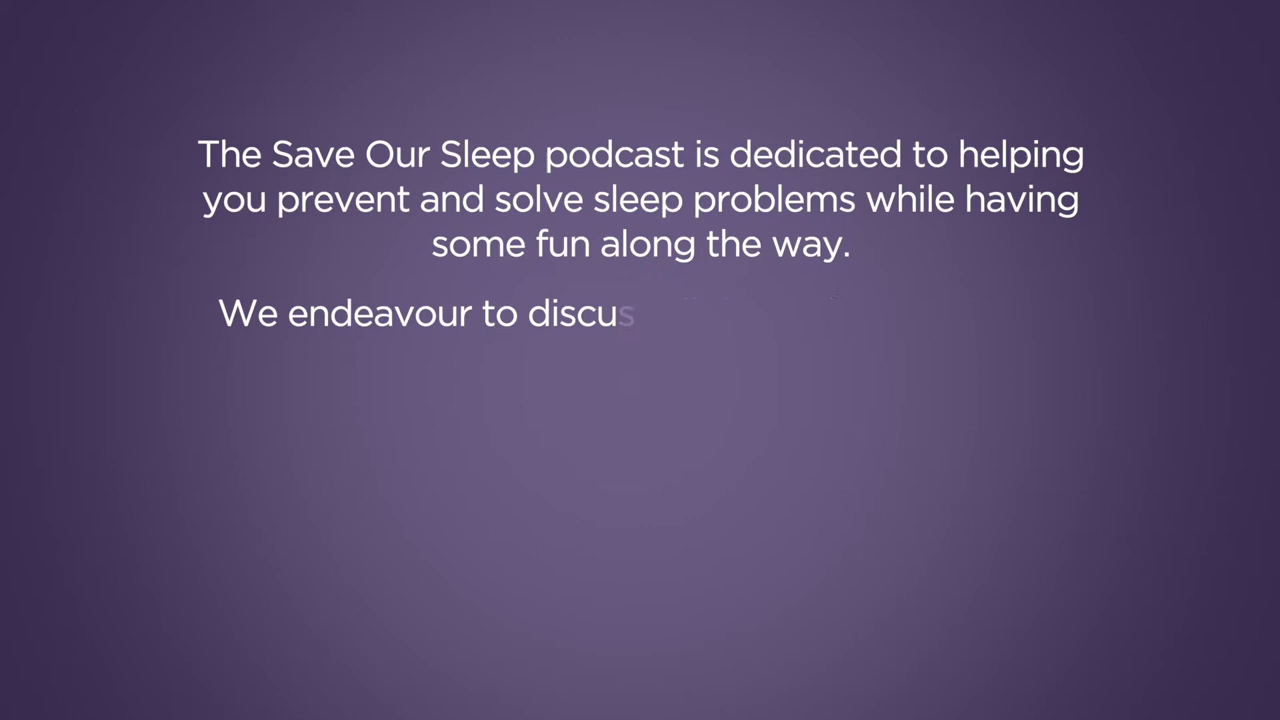 The Save Our Sleep podcast is dedicated to helping
you prevent and solve sleep problems while having
some fun along the way.
We endeavour to discus